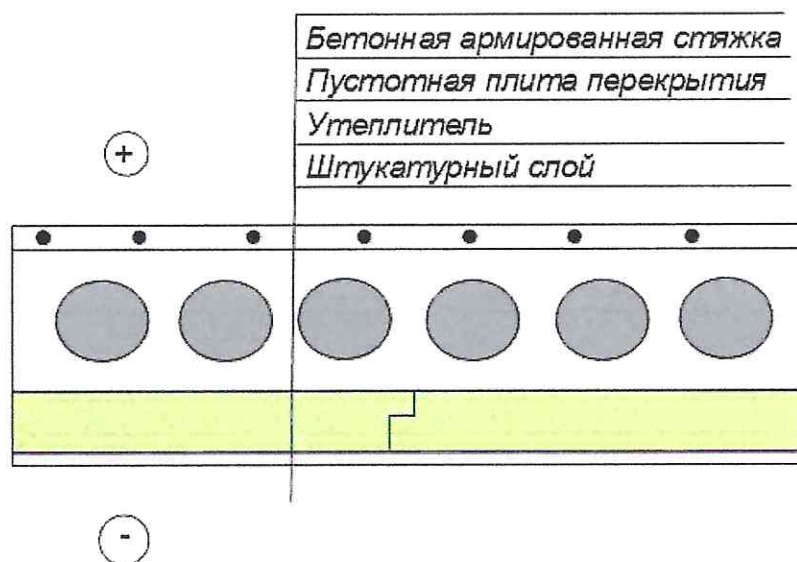 Бетонная армированная стяжка
Пустотная плита перекрытия
Утеплитель
Штукатурный слой
+
-